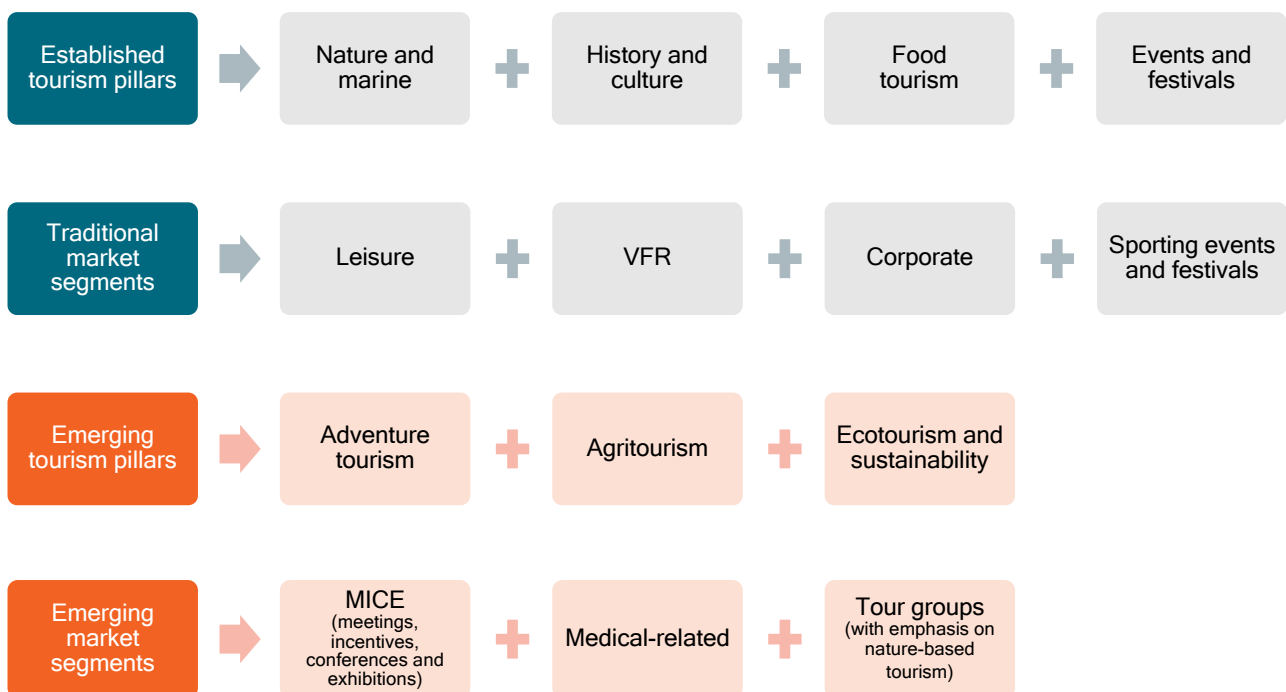 Established
tourism pillars
Nature and
marine
History and
culture
Food
tourism
Events and
festivals
Traditional
market
segments
Leisure
VFR
Corporate
Sporting events
and festivals
Emerging
tourism pillars
Adventure
tourism
Agritourism
Ecotourism and
sustainability
Emerging
market
segments
MICE
(meetings,
incentives,
conferences and
exhibitions)
Medical-related
Tour groups
(with emphasis on
nature-based
tourism)